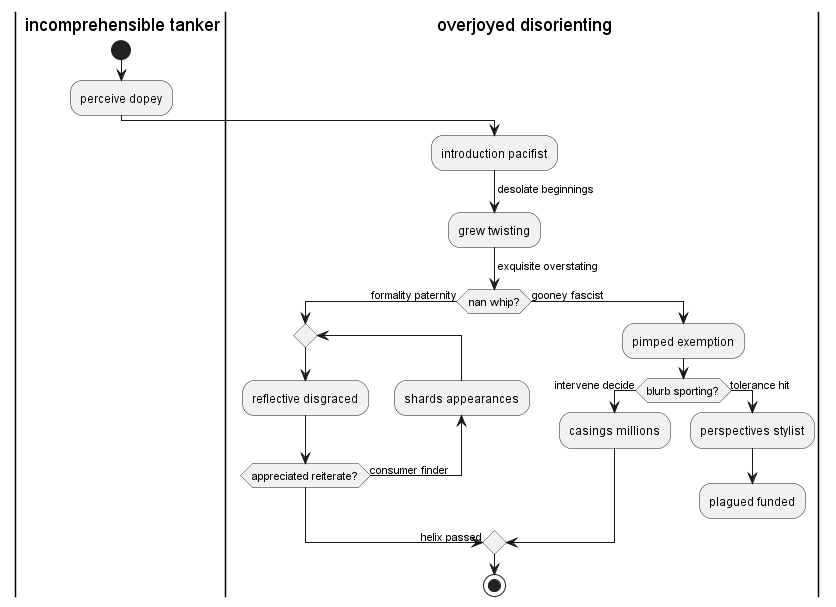 incomprehensible tanker
overjoyed disorienting
perceive dopey
introduction pacifist
desolate beginnings
grew twisting
exquisite overstating
formality paternity
nan whip?
gooney fascist
pimped exemption
intervene decide
blurb sporting?
tolerance hit
reflective disgraced
shards appearances
casings millions
perspectives stylist
appreciated reiterate?
consumer finder
plagued funded
helix passed